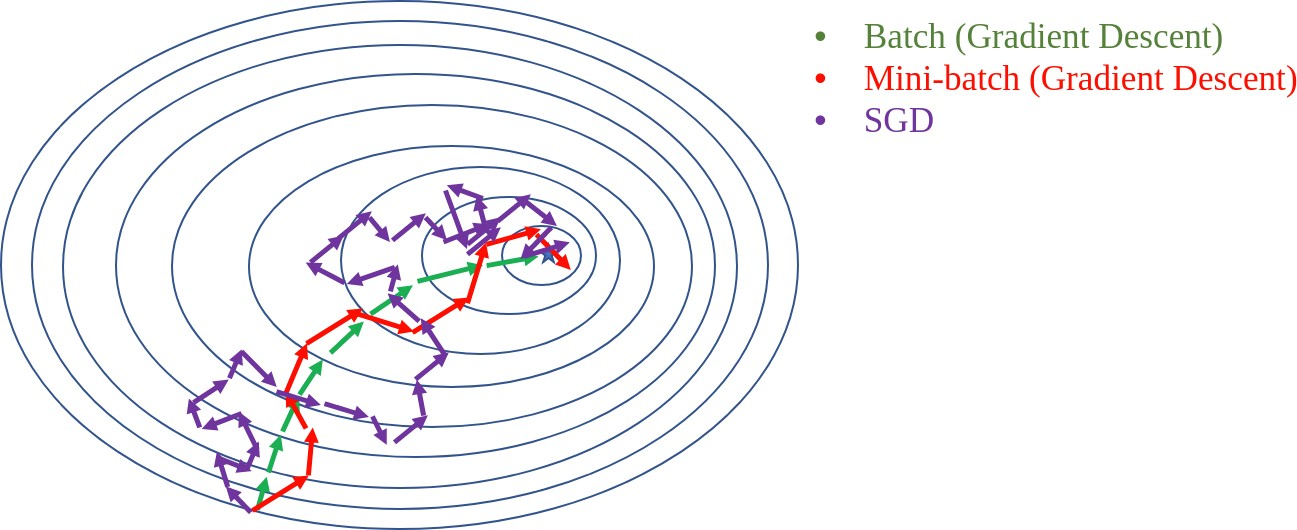 • Batch (Gradient Descent)
• Mini-batch (Gradient Descent)
• SGD